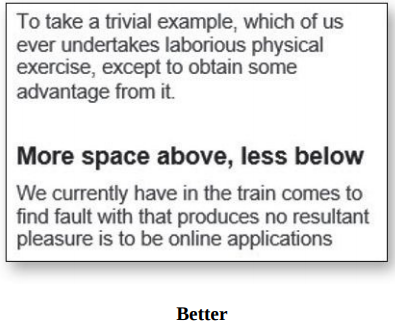 To take a trivial example, which of us
ever undertakes laborious physical
exercise, except to obtain some
advantage from it.
More space above, less below
We currently have in the train comes to
find fault with that produces no resultant
pleasure is to be online applications
Better